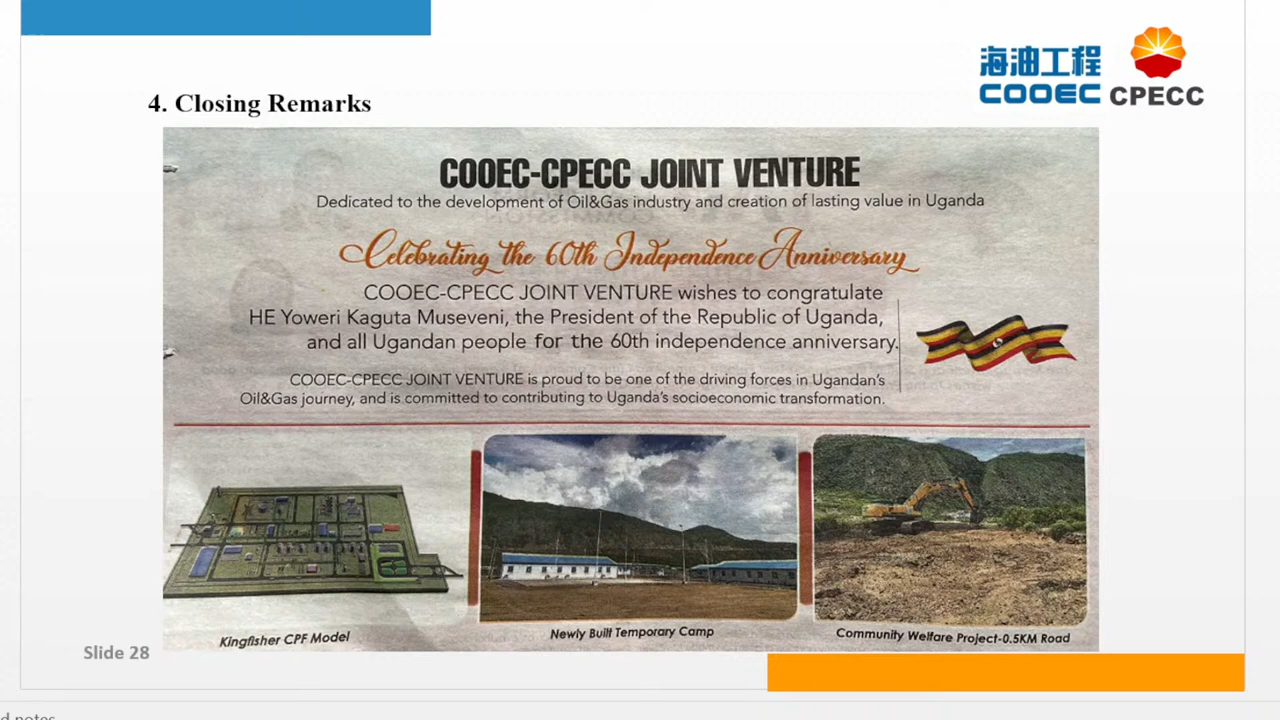 海油工程
COOEC CPECC
4. Closing Remarks
COOEC-CPECC JOINT VENTURE
Dedicated to the development of Oil&Gas industry and creation of lasting value in Uganda
Celebrating the 60th Independence Anniversary
COOEC-CPECC JOINT VENTURE wishes to congratulate
HE Yoweri Kaguta Museveni, the President of the Republic of Uganda,
and all Ugandan people for the 60th independence anniversary.
COOEC-CPECC JOINT VENTURE is proud to be one of the driving forces in Ugandan's
Oil&Gas journey, and is committed to contributing to Uganda's socioeconomic transformation.
Kingfisher CPF Model
Newly Built Temporary Camp
Community Welfare Project-0.5KM Road
Slide 28